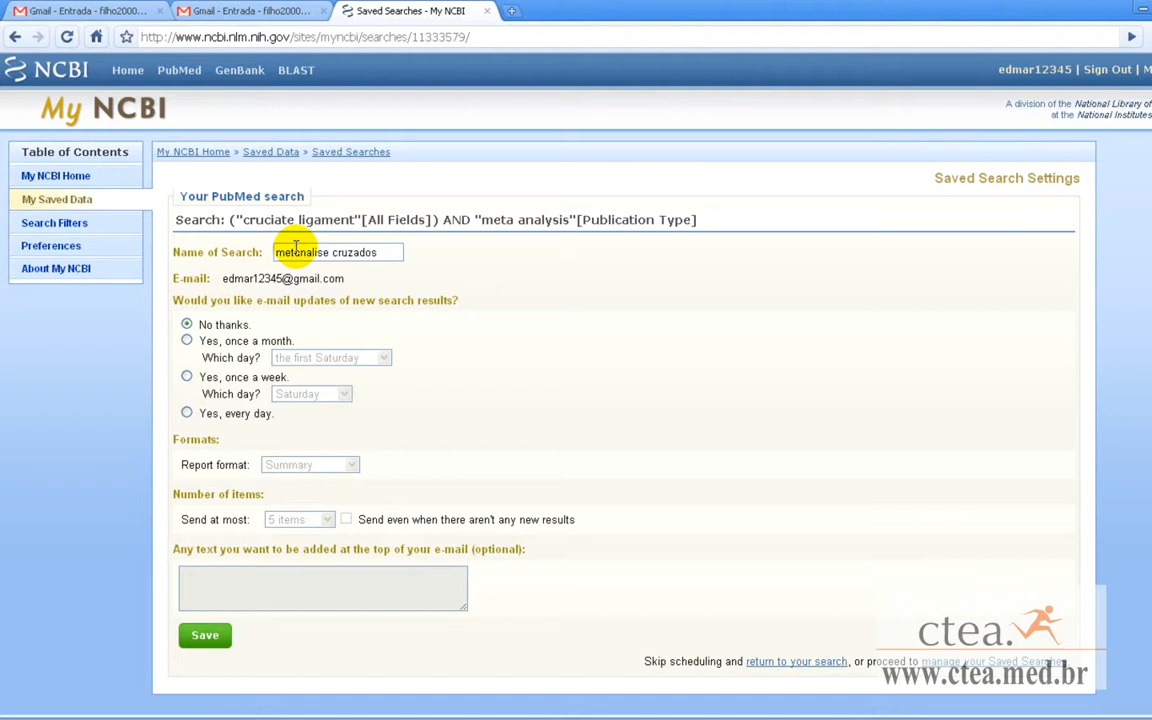 Gmail - Entrada - filho2000...
Gmail - Entrada - filho2000...
Saved Searches - My NCBI
http://www.ncbi.nlm.nih.gov/sites/myncbi/searches/11333579/
NCBI Home PubMed GenBank BLAST
edmar12345 | Sign Out | M
My NCBI
A division of the National Library of
at the National Institutes
Table of Contents
My NCBI Home
My Saved Data
Search Filters
Preferences
About My NCBI
My NCBI Home » Saved Data » Saved Searches
Saved Search Settings
Your PubMed search
Search: ("cruciate ligament"[All Fields]) AND "meta analysis"[Publication Type]
Name of Search: metanalise cruzados
E-mail: edmar12345@gmail.com
Would you like e-mail updates of new search results?
No thanks.
Yes, once a month.
Which day? the first Saturday
Yes, once a week.
Which day? Saturday
Yes, every day.
Formats:
Report format: Summary
Number of items:
Send at most: 5 items Send even when there aren't any new results
Any text you want to be added at the top of your e-mail (optional):
Save
Skip scheduling and return to your search, or proceed to manage your Saved Searches
ctea.
www.ctea.med.br